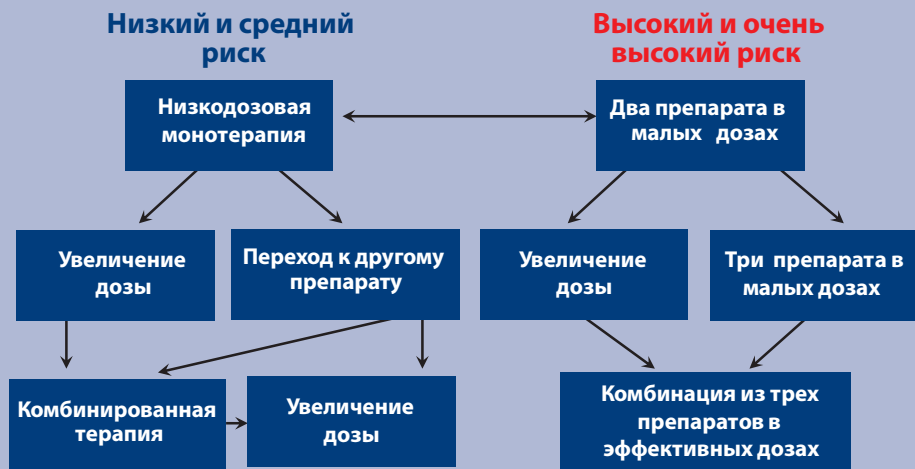 Низкий и средний
риск
Высокий и очень
высокий риск
Низкодозовая
монотерапия
Два препарата в
малых дозах
Увеличение
дозы
Переход к другому
препарату
Увеличение
дозы
Три препарата в
малых дозах
Комбинированная
терапия
Увеличение
дозы
Комбинация из трех
препаратов в
эффективных дозах